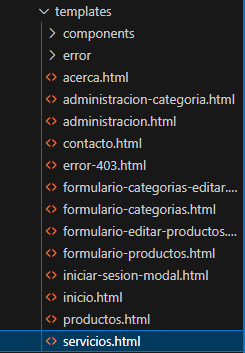 templates
components
error
acerca.html
administracion-categoria.html
administracion.html
contacto.html
error-403.html
formulario-categorias-editar....
formulario-categorias.html
formulario-editar-productos....
formulario-productos.html
iniciar-sesion-modal.html
inicio.html
productos.html
servicios.html